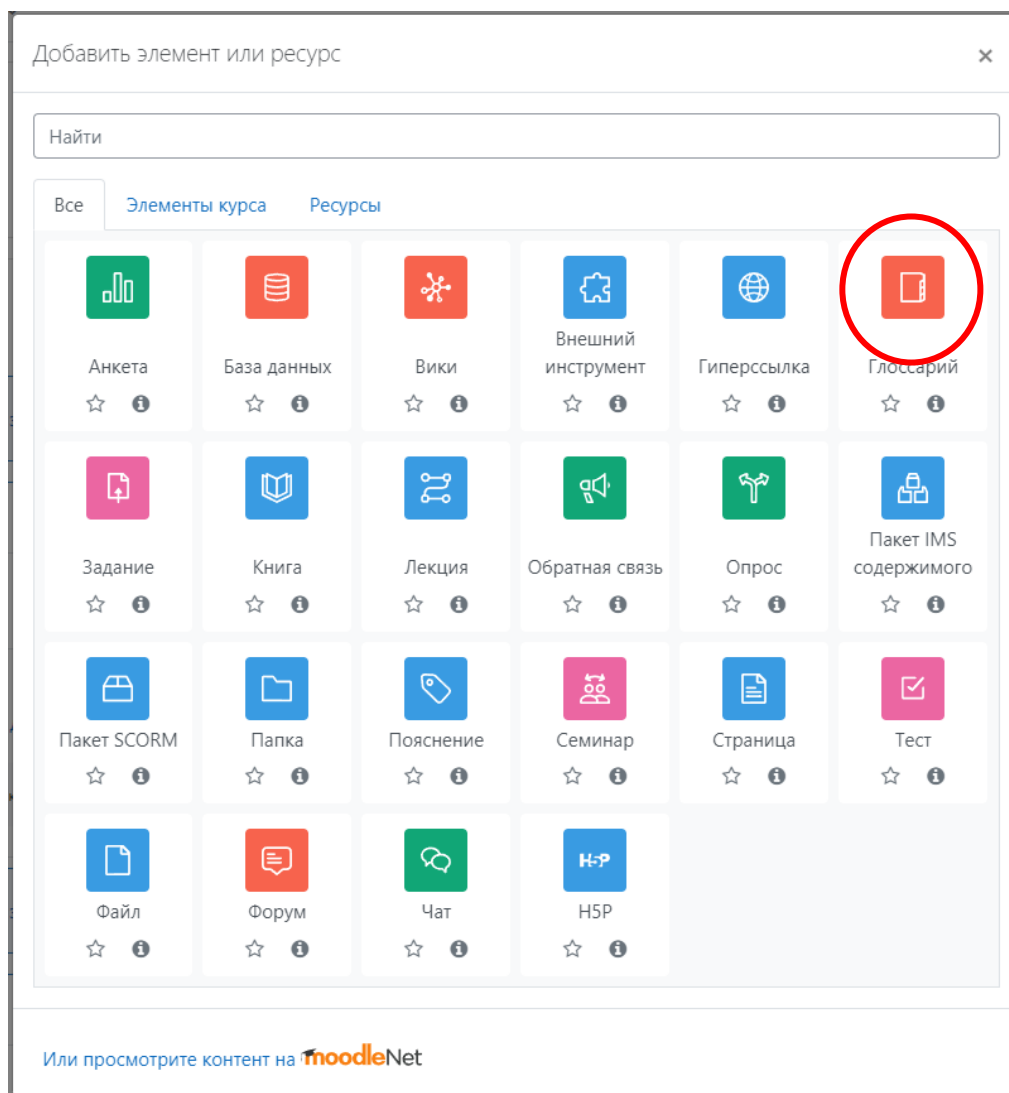 Добавить элемент или ресурс ×
Найти
Все Элементы курса Ресурсы
Анкета База данных Вики Внешний инструмент Гиперссылка Глоссарий
Задание Книга Лекция Обратная связь Опрос Пакет IMS содержимого
Пакет SCORM Папка Пояснение Семинар Страница Тест
H5P
Файл Форум Чат H5P
Или просмотрите контент на moodleNet